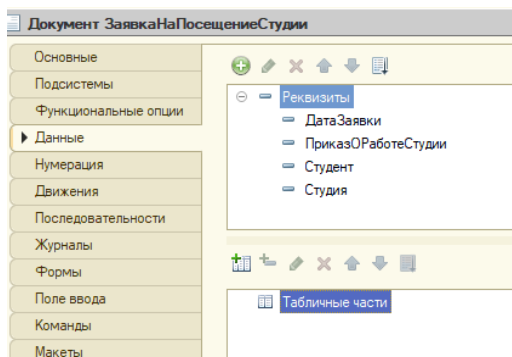 Документ ЗаявкаНаПосещениеСтудии
Основные
Подсистемы
Функциональные опции
Данные
Нумерация
Движения
Последовательности
Журналы
Формы
Поле ввода
Команды
Макеты
Реквизиты
ДатаЗаявки
ПриказОРаботеСтудии
Студент
Студия
Табличные части